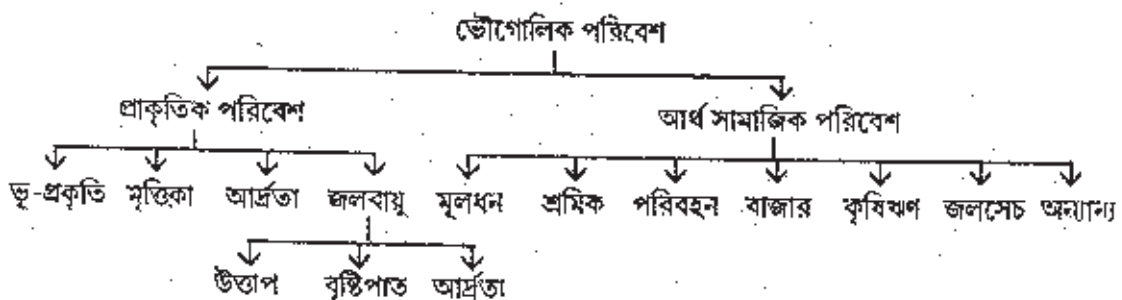 ভৌগোলিক পরিবেশ
প্রাকৃতিক পরিবেশ আর্থ সামাজিক পরিবেশ
ভূ-প্রকৃতি মৃত্তিকা আর্দ্রতা জলবায়ু মূলধন শ্রমিক পরিবহন বাজার কৃষিঋণ জলসেচ অন্যান্য
উত্তাপ বৃষ্টিপাত আর্দ্রতা